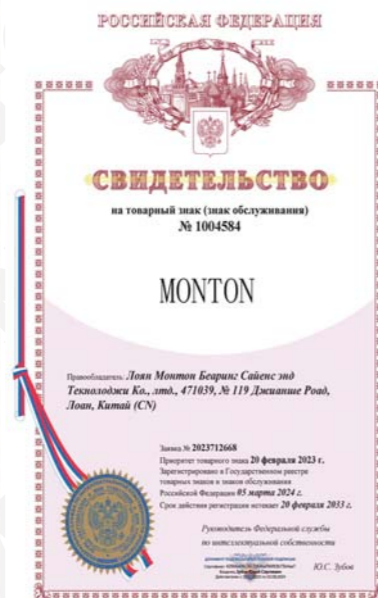 РОССИЙСКАЯ ФЕДЕРАЦИЯ
СВИДЕТЕЛЬСТВО
на товарный знак (знак обслуживания)
№ 1004584
MONTON
Правообладатель: Лоян Монтон Беаринг Сайенс энд
Текнолоджи Ко., лтд., 471039, № 119 Джианше Роад,
Лоан, Китай (CN)
Заявка № 2023712668
Приоритет товарного знака 20 февраля 2023 г.
Зарегистрировано в Государственном реестре
товарных знаков и знаков обслуживания
Российской Федерации 05 марта 2024 г.
Срок действия регистрации истекает 20 февраля 2033 г.
Руководитель Федеральной службы
по интеллектуальной собственности
Ю.С. Зубов